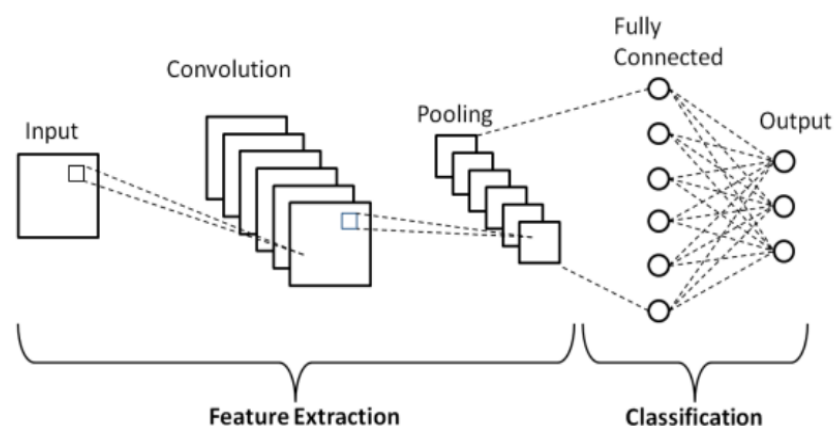 Fully
Connected
Convolution
Pooling
Input
Output
Feature Extraction
Classification